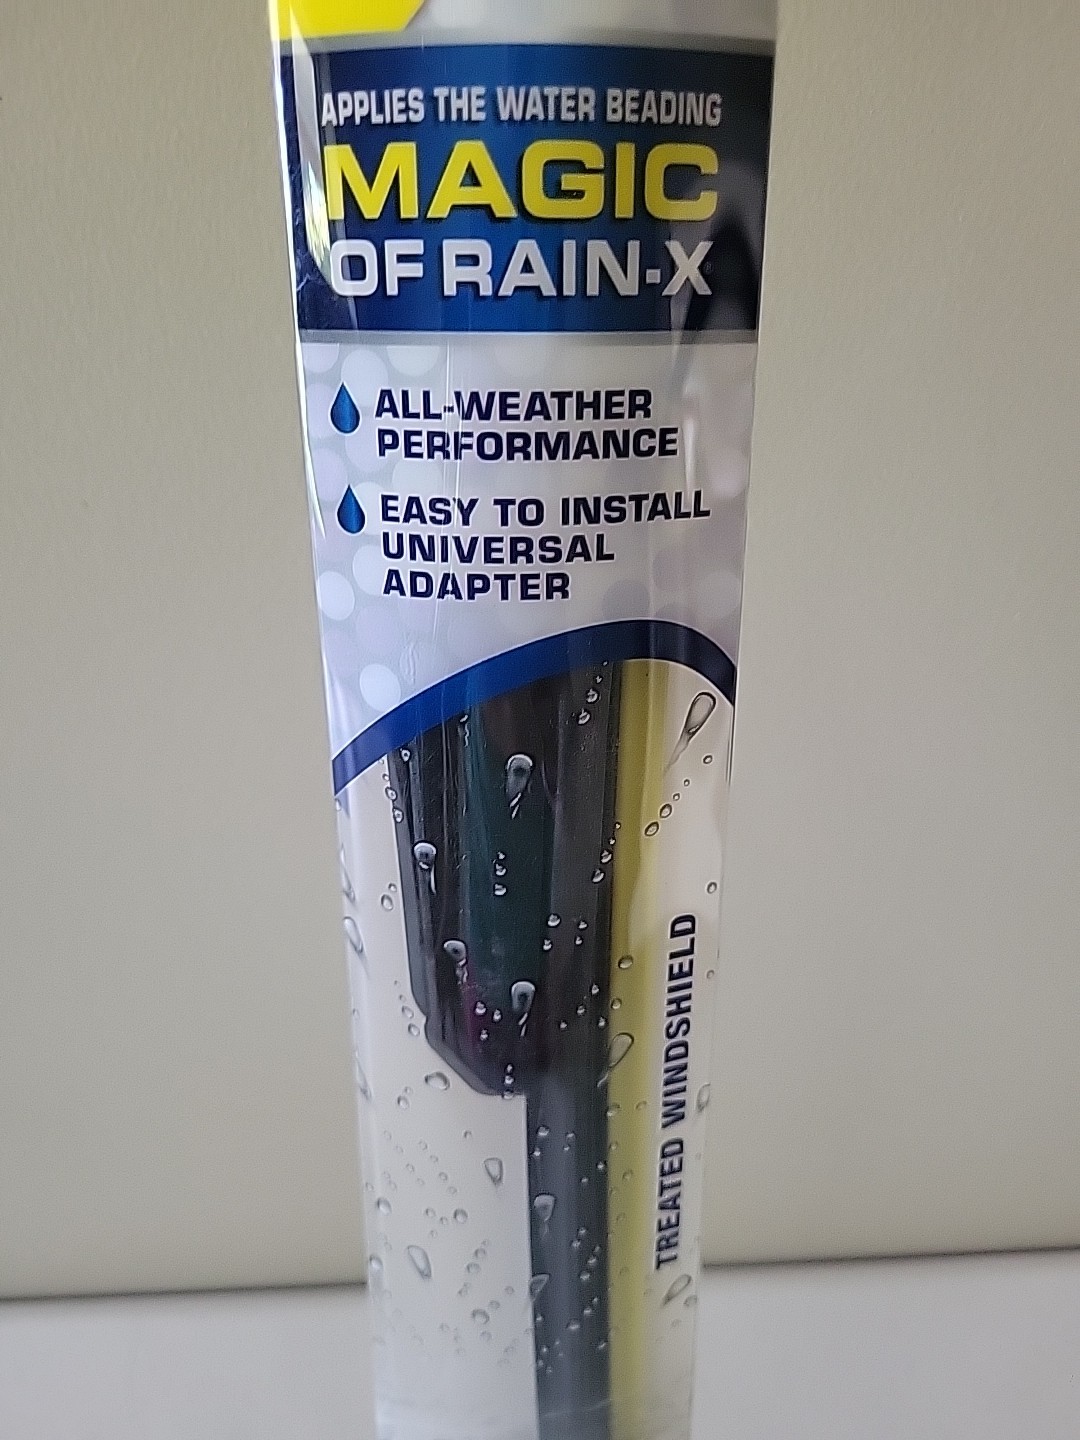 APPLIES THE WATER BEADING
MAGIC
OF RAIN-X®
ALL-WEATHER
PERFORMANCE
EASY TO INSTALL
UNIVERSAL
ADAPTER
TREATED WINDSHIELD